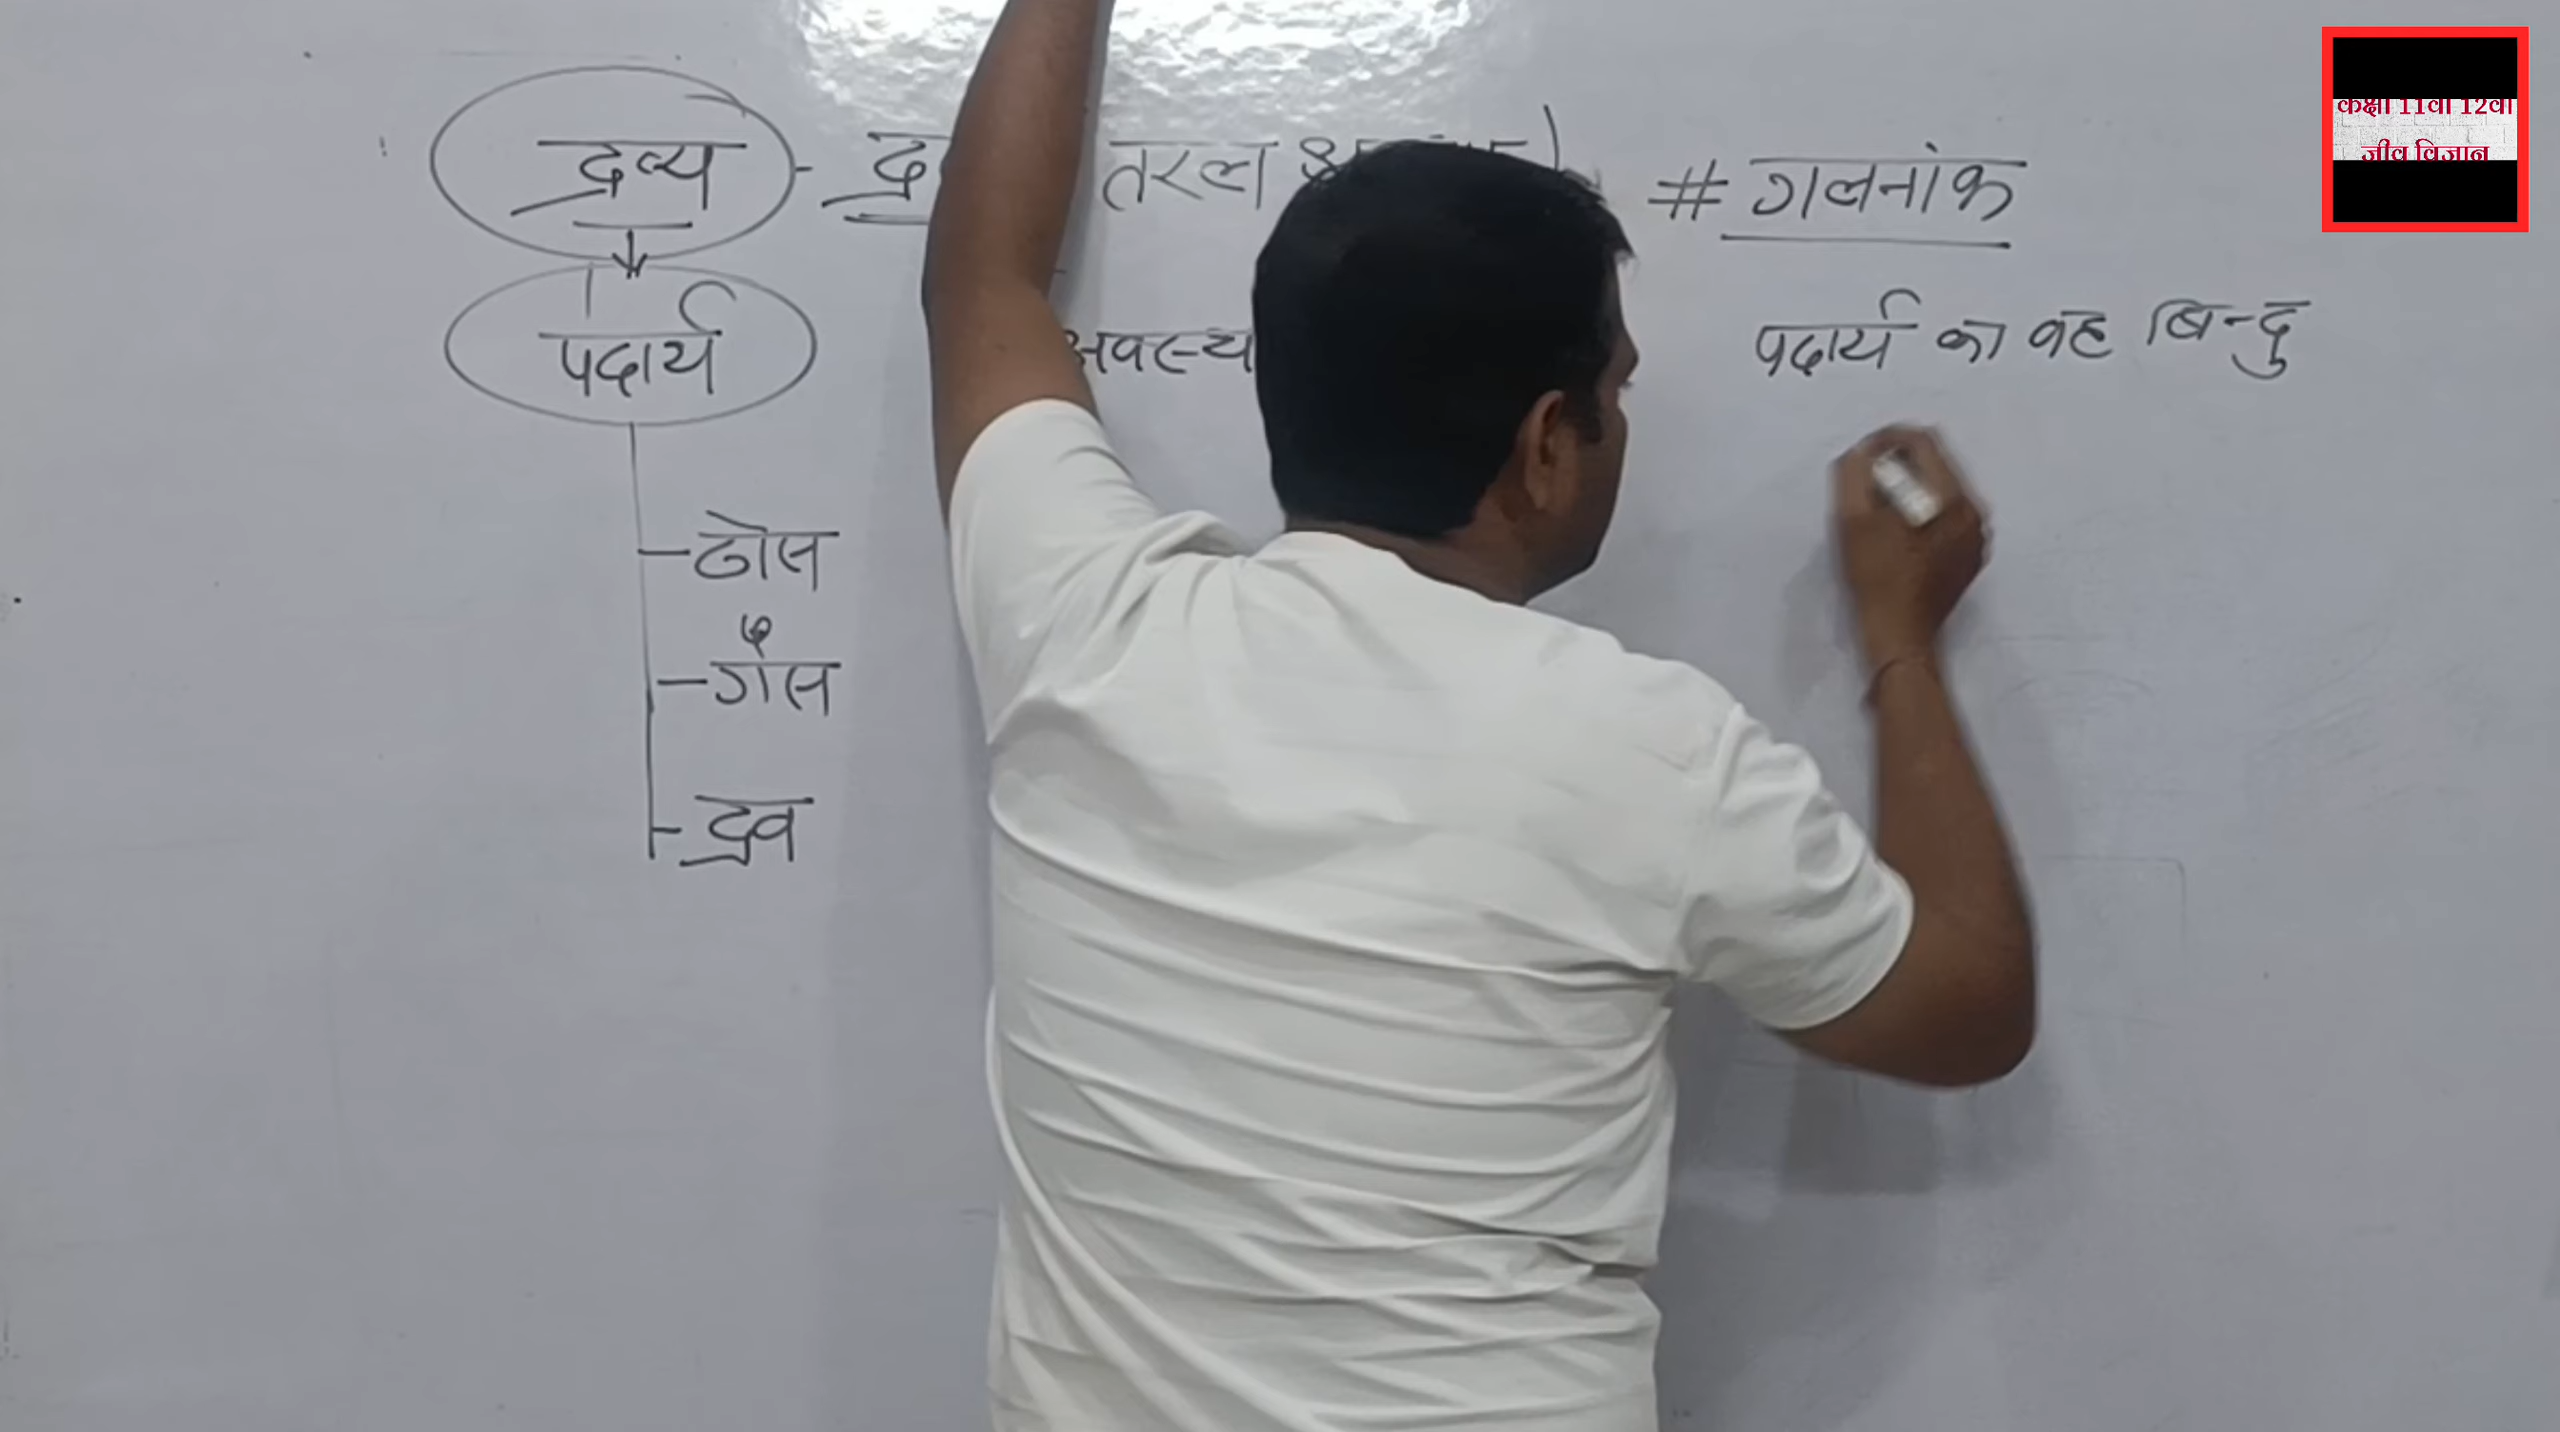 द्रव्य - तरल
# गलनांक
पदार्थ का वह बिन्दु
पदार्थ
- ठोस
- गैस
- द्रव
कक्षा 11वी 12वी
जीव विज्ञान